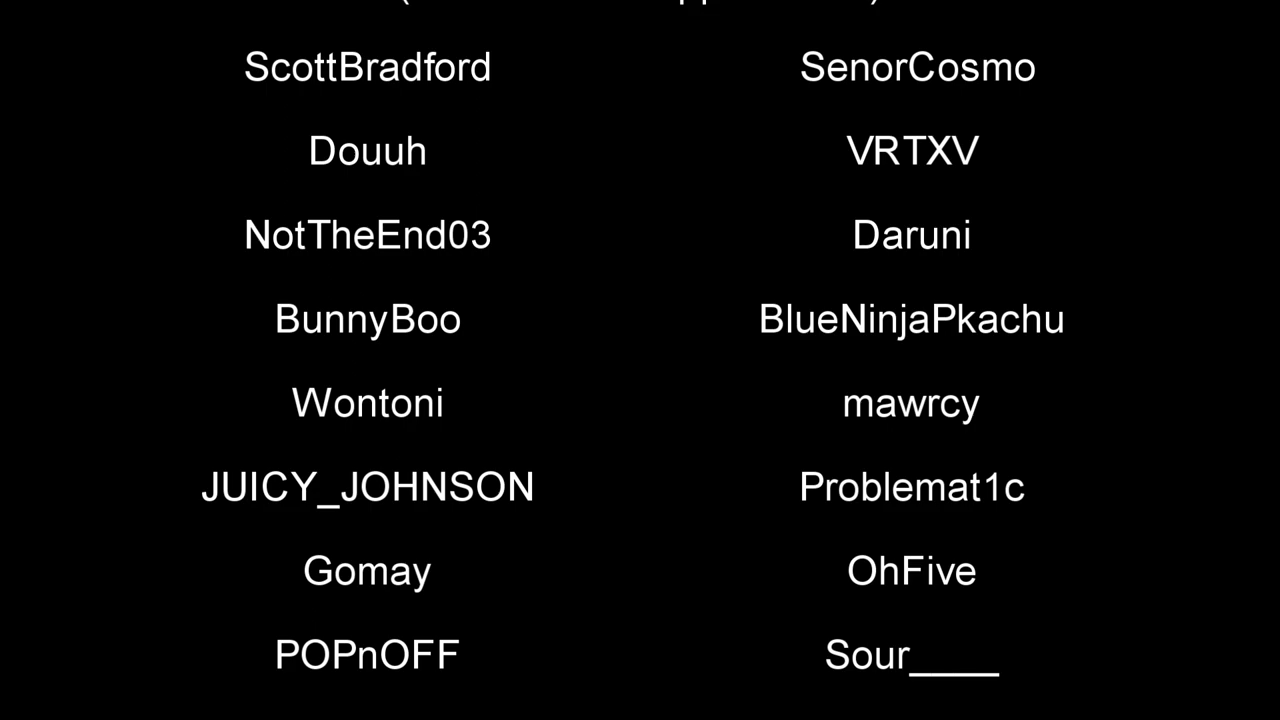 ScottBradford SenorCosmo
Douuh VRTXV
NotTheEnd03 Daruni
BunnyBoo BlueNinjaPkachu
Wontoni mawrcy
JUICY_JOHNSON Problemat1c
Gomay OhFive
POPnOFF Sour____